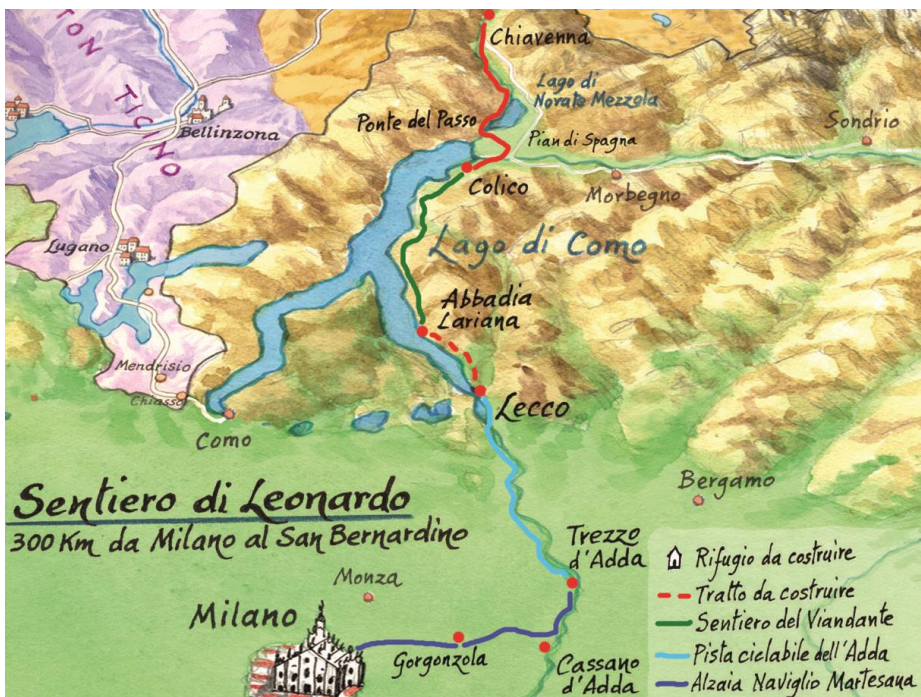 Chiavenna
Lago di
Novate Mezzola
Ponte del Passo
Pian di Spagna
Sondrio
TON TICINO
Bellinzona
Colico
Morbegno
Lugano
Lago di Como
Abbadia
Lariana
Mendrisio
Chiasso
Como
Lecco
Bergamo
Sentiero di Leonardo
300 Km da Milano al San Bernardino
Trezzo
d'Adda
Monza
Milano
Gorgonzola
Cassano
d'Adda
Rifugio da costruire
Tratto da costruire
Sentiero del Viandante
Pista ciclabile dell'Adda
Alzaia Naviglio Martesana